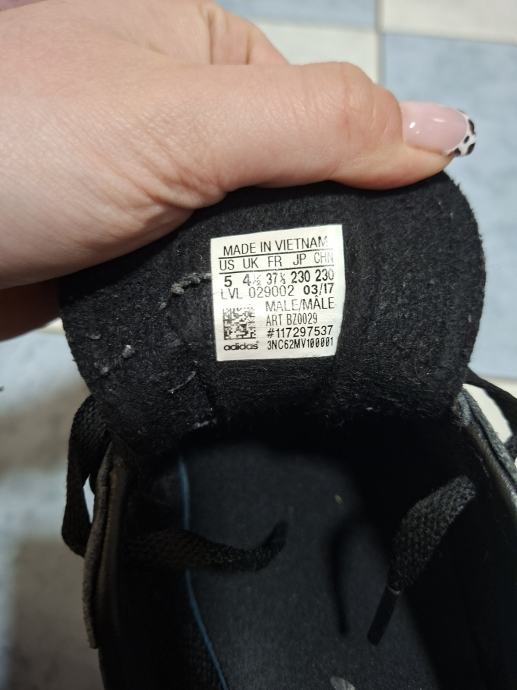 MADE IN VIETNAM
US UK FR JP CHN
5 4½ 37⅓ 230 230
LVL 029002 03/17
MALE/MÂLE
ART BZ0029
#117297537
adidas 3NC62MV100001